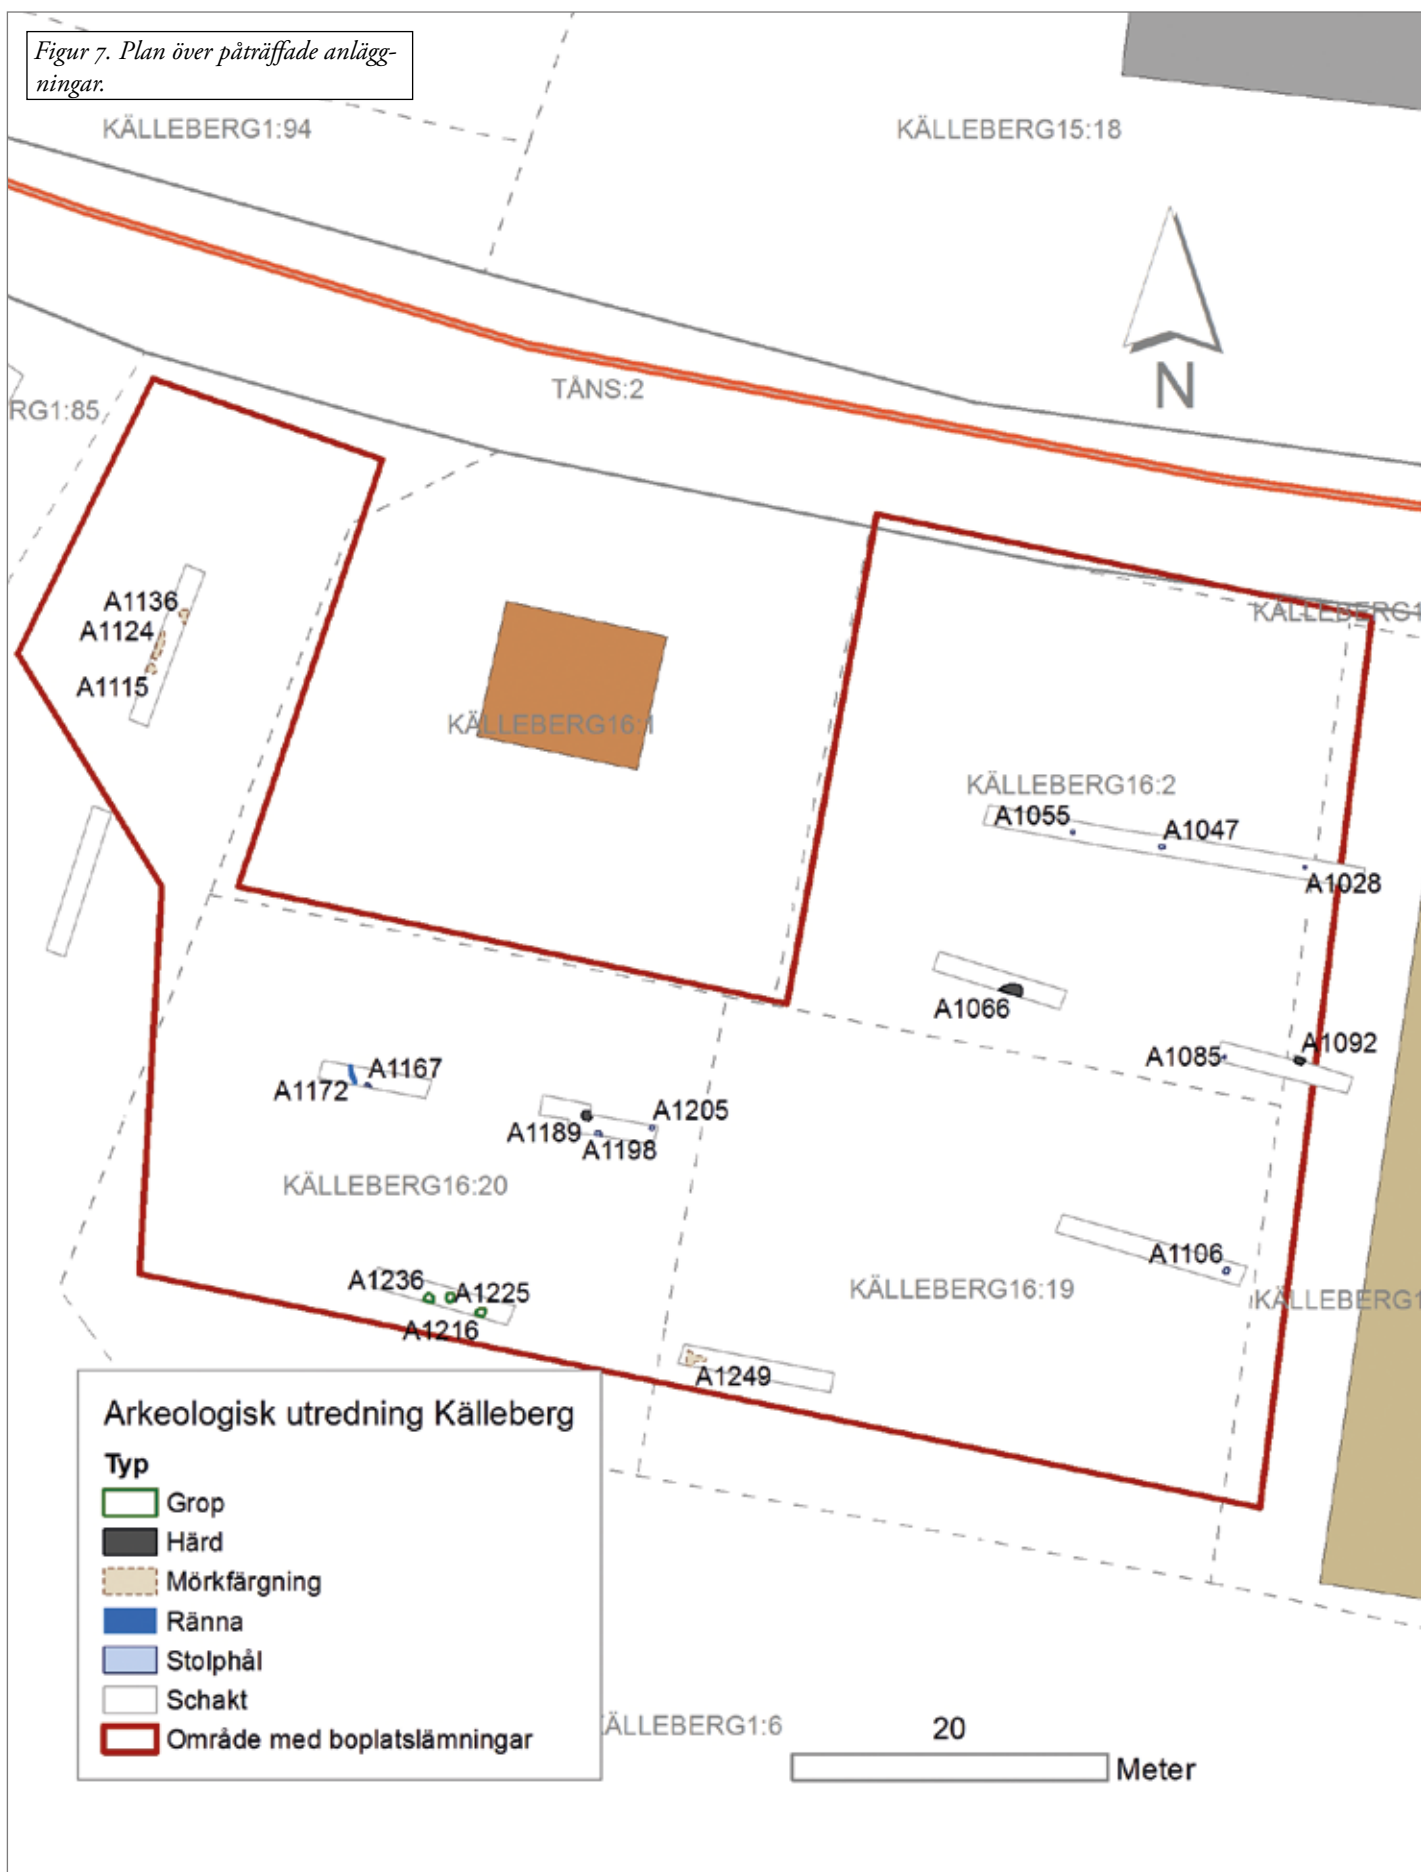 Figur 7. Plan över påträffade anlägg-
ningar.
KÄLLEBERG1:94
KÄLLEBERG15:18
TÅNS:2
N
RG1:85
A1136
A1124
A1115
KÄLLEBERG1
KÄLLEBERG16:1
KÄLLEBERG16:2
A1055
A1047
A1028
A1066
A1085
A1092
A1167
A1172
A1205
A1189
A1198
KÄLLEBERG16:20
A1106
A1236
A1225
A1216
KÄLLEBERG16:19
KÄLLEBERG1
A1249
Arkeologisk utredning Källeberg
Typ
Grop
Härd
Mörkfärgning
Ränna
Stolphål
Schakt
Område med boplatslämningar
ÄLLEBERG1:6
20
Meter